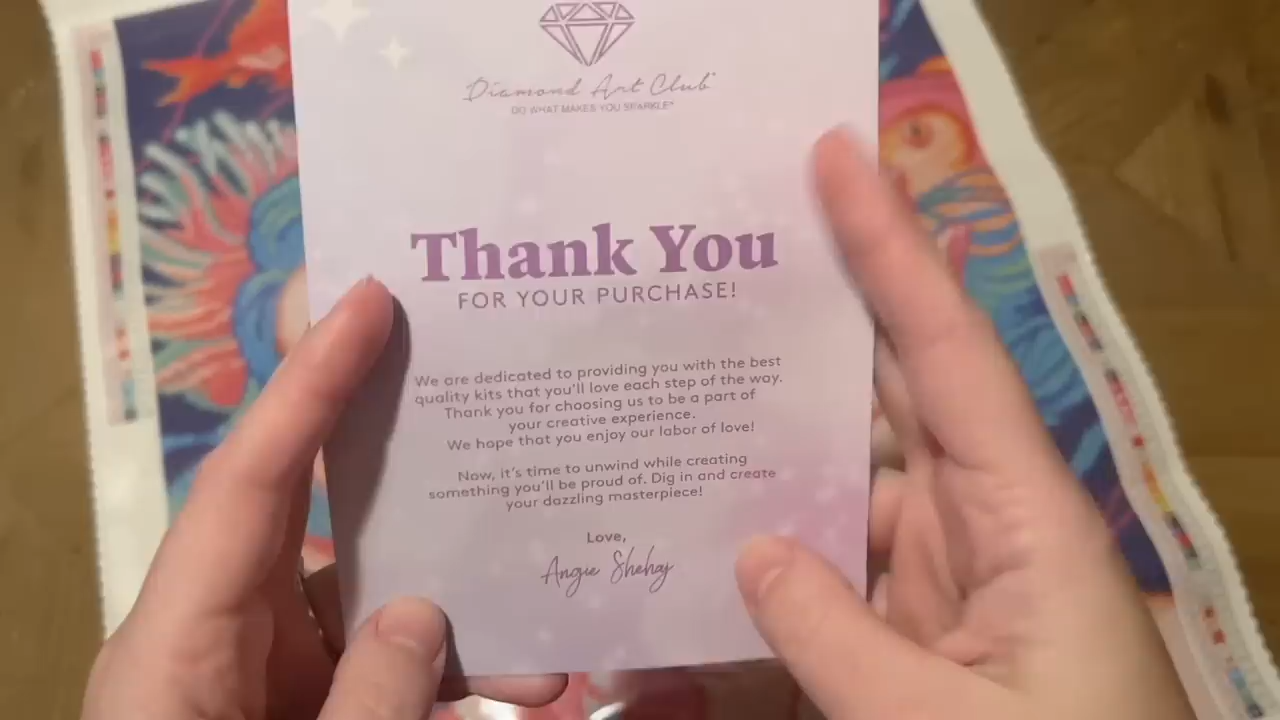 Diamond Art Club®
DO WHAT MAKES YOU SPARKLE®
Thank You
FOR YOUR PURCHASE!
We are dedicated to providing you with the best
quality kits that you'll love each step of the way.
Thank you for choosing us to be a part of
your creative experience.
We hope that you enjoy our labor of love!
Now, it's time to unwind while creating
something you'll be proud of. Dig in and create
your dazzling masterpiece!
Love,
Angie Shehaj